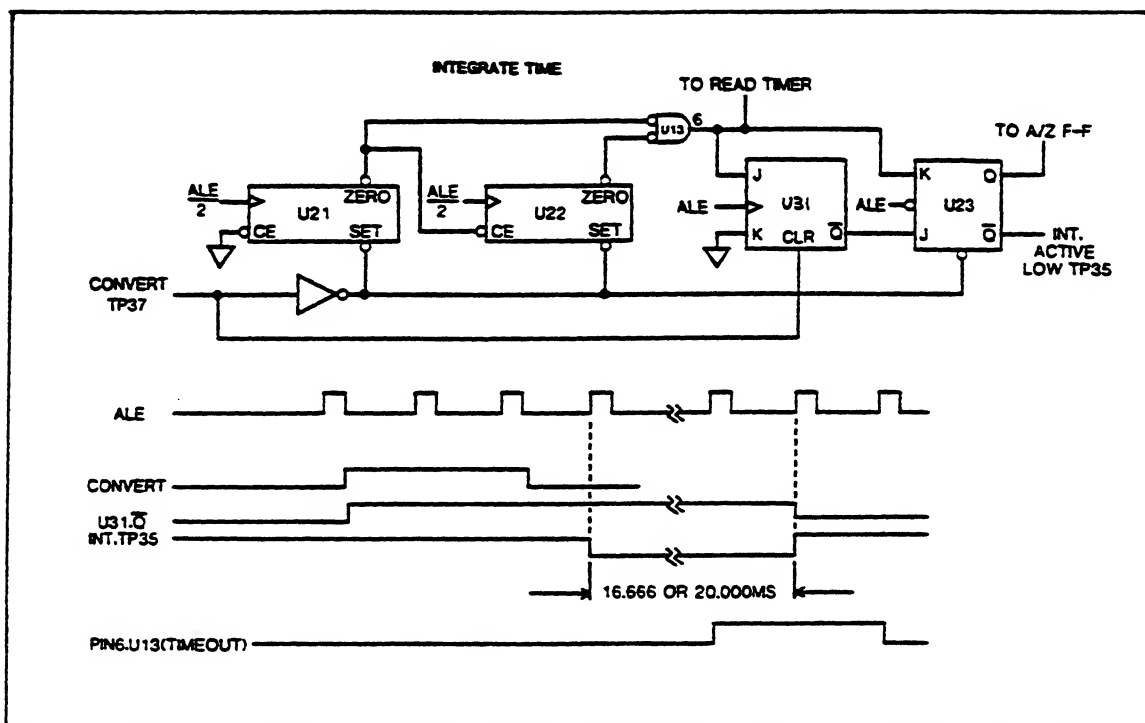 INTEGRATE TIME
TO READ TIMER
TO A/Z F-F
U13
6
ALE
2
ZERO
U21
CE
SET
ALE
2
ZERO
U22
CE
SET
J
ALE
U31
K
CLR
Q̅
K
Q
ALE
U23
J
Q̅
INT.
ACTIVE
LOW TP35
CONVERT
TP37
ALE
CONVERT
U31.Q̅
INT.TP35
16.666 OR 20.000MS
PIN6.U13(TIMEOUT)